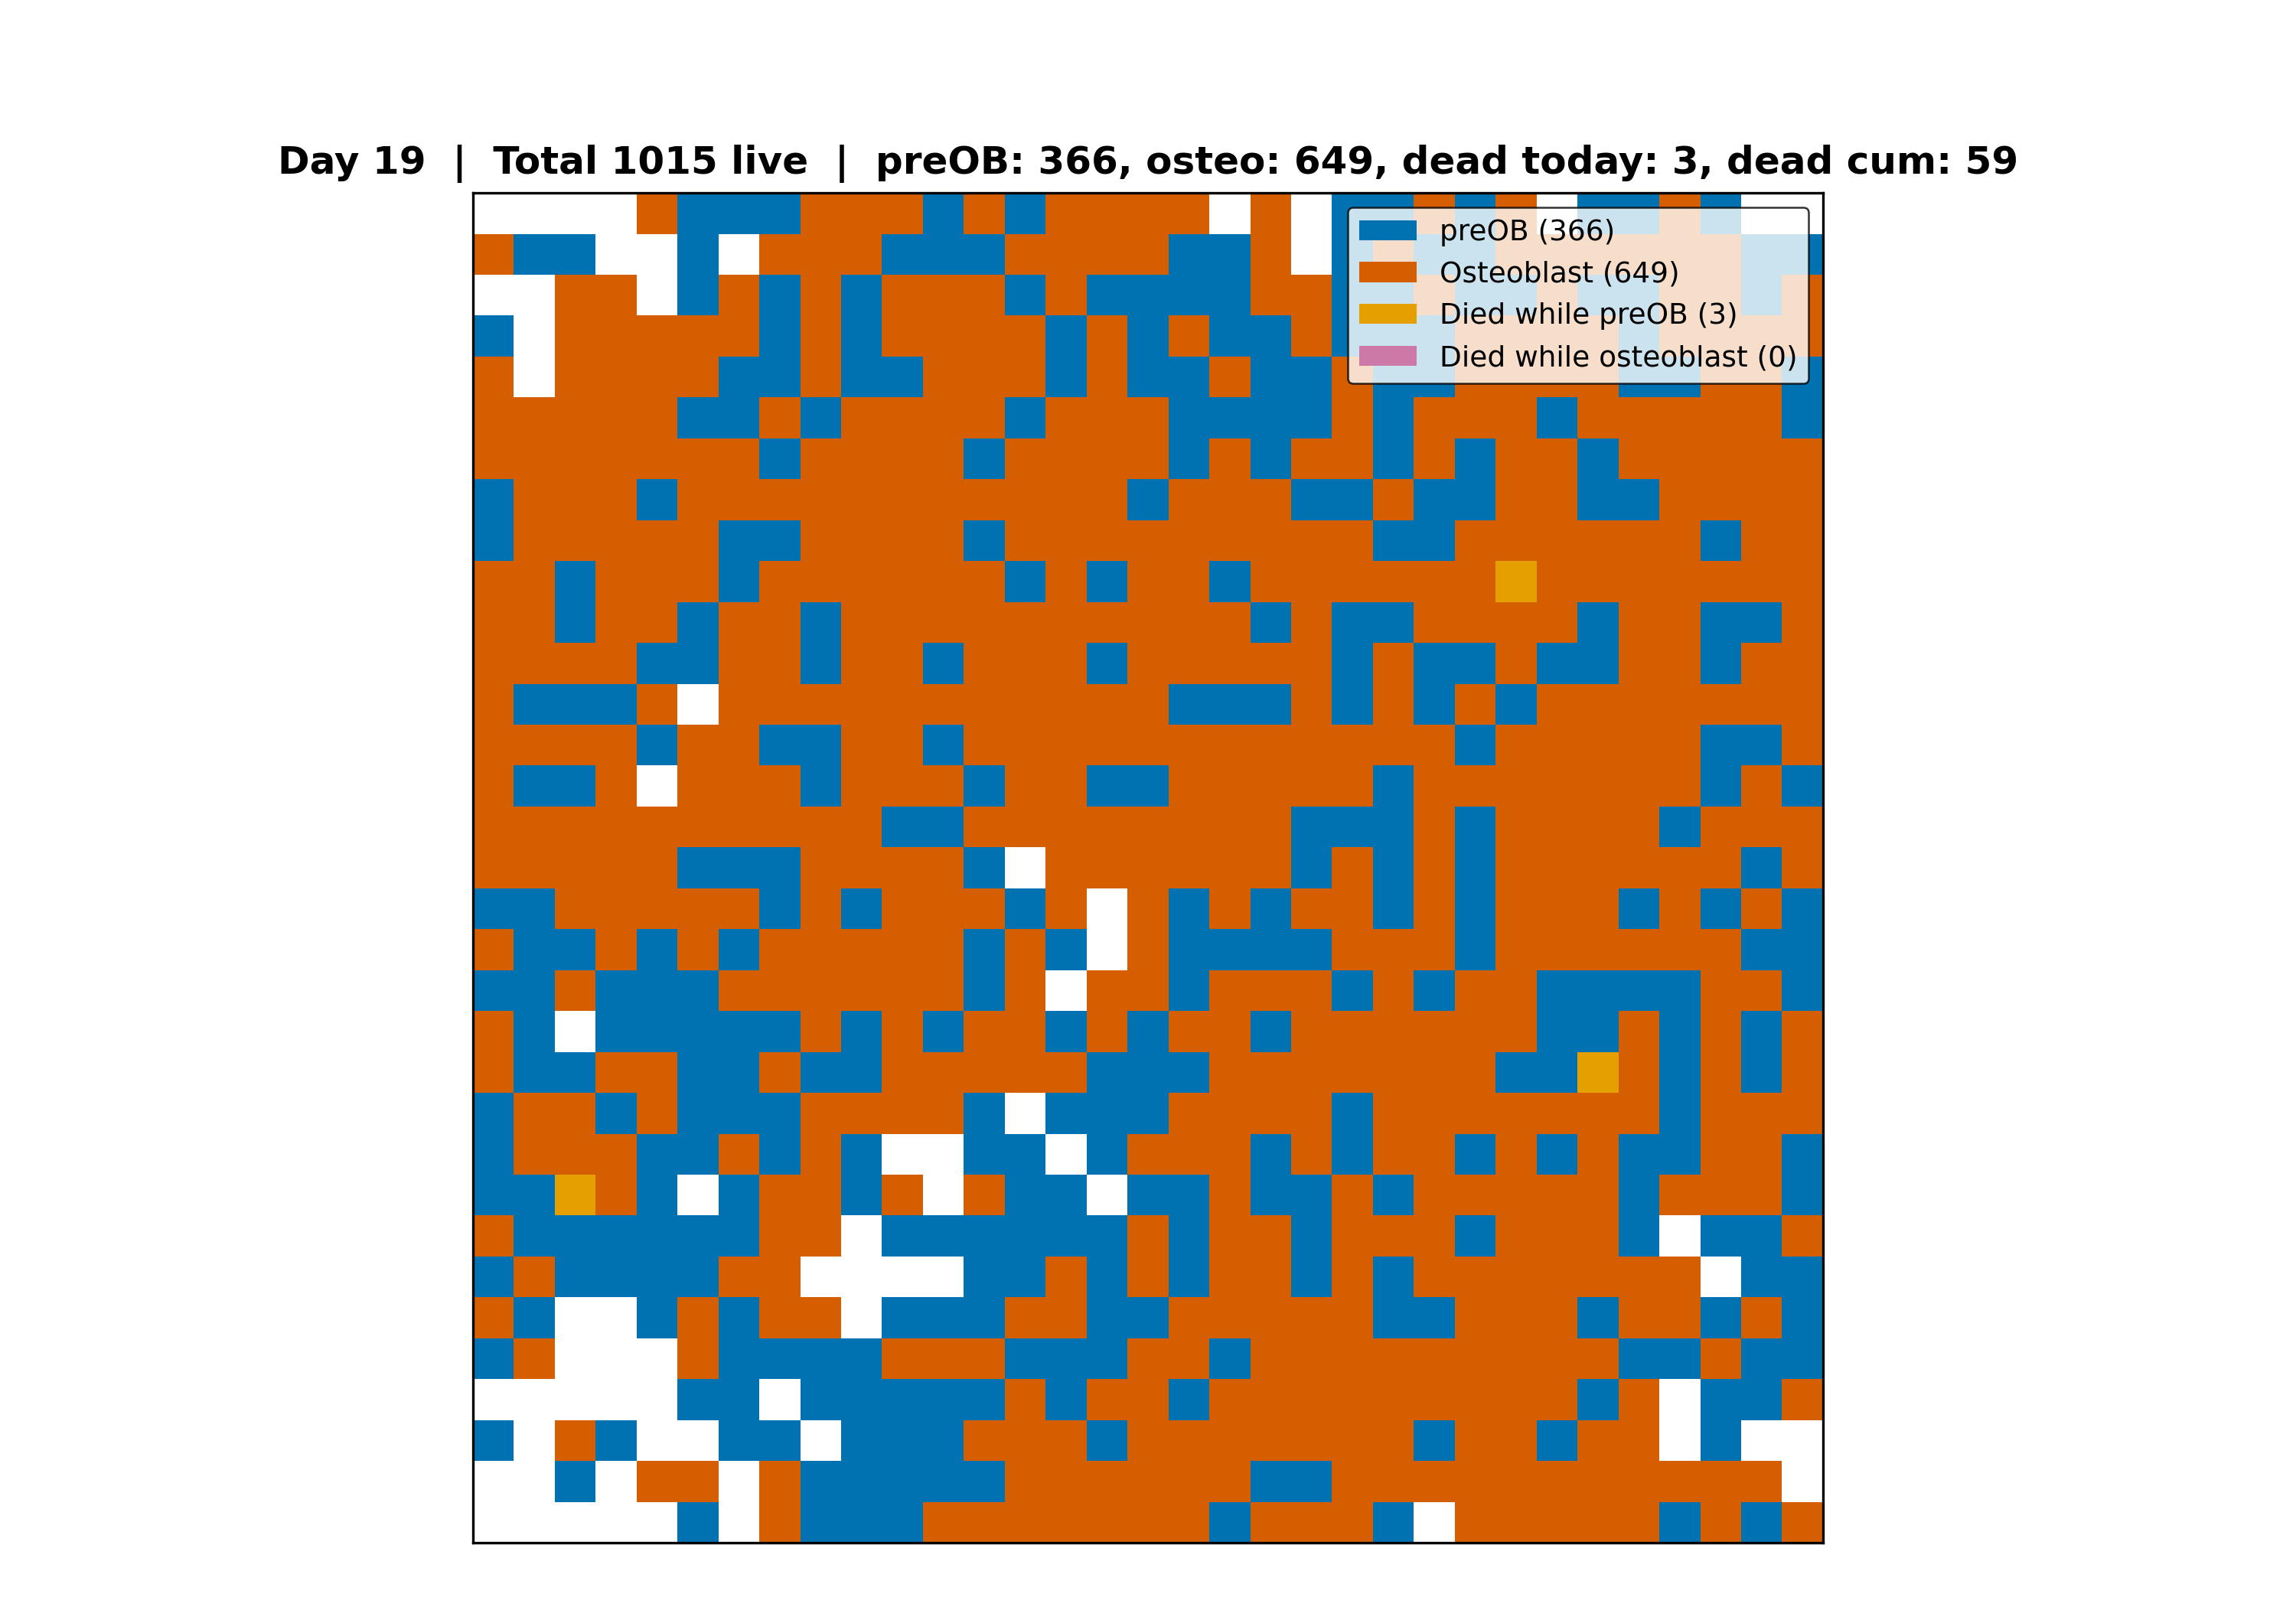 Day 19 | Total 1015 live | preOB: 366, osteo: 649, dead today: 3, dead cum: 59
preOB (366)
Osteoblast (649)
Died while preOB (3)
Died while osteoblast (0)